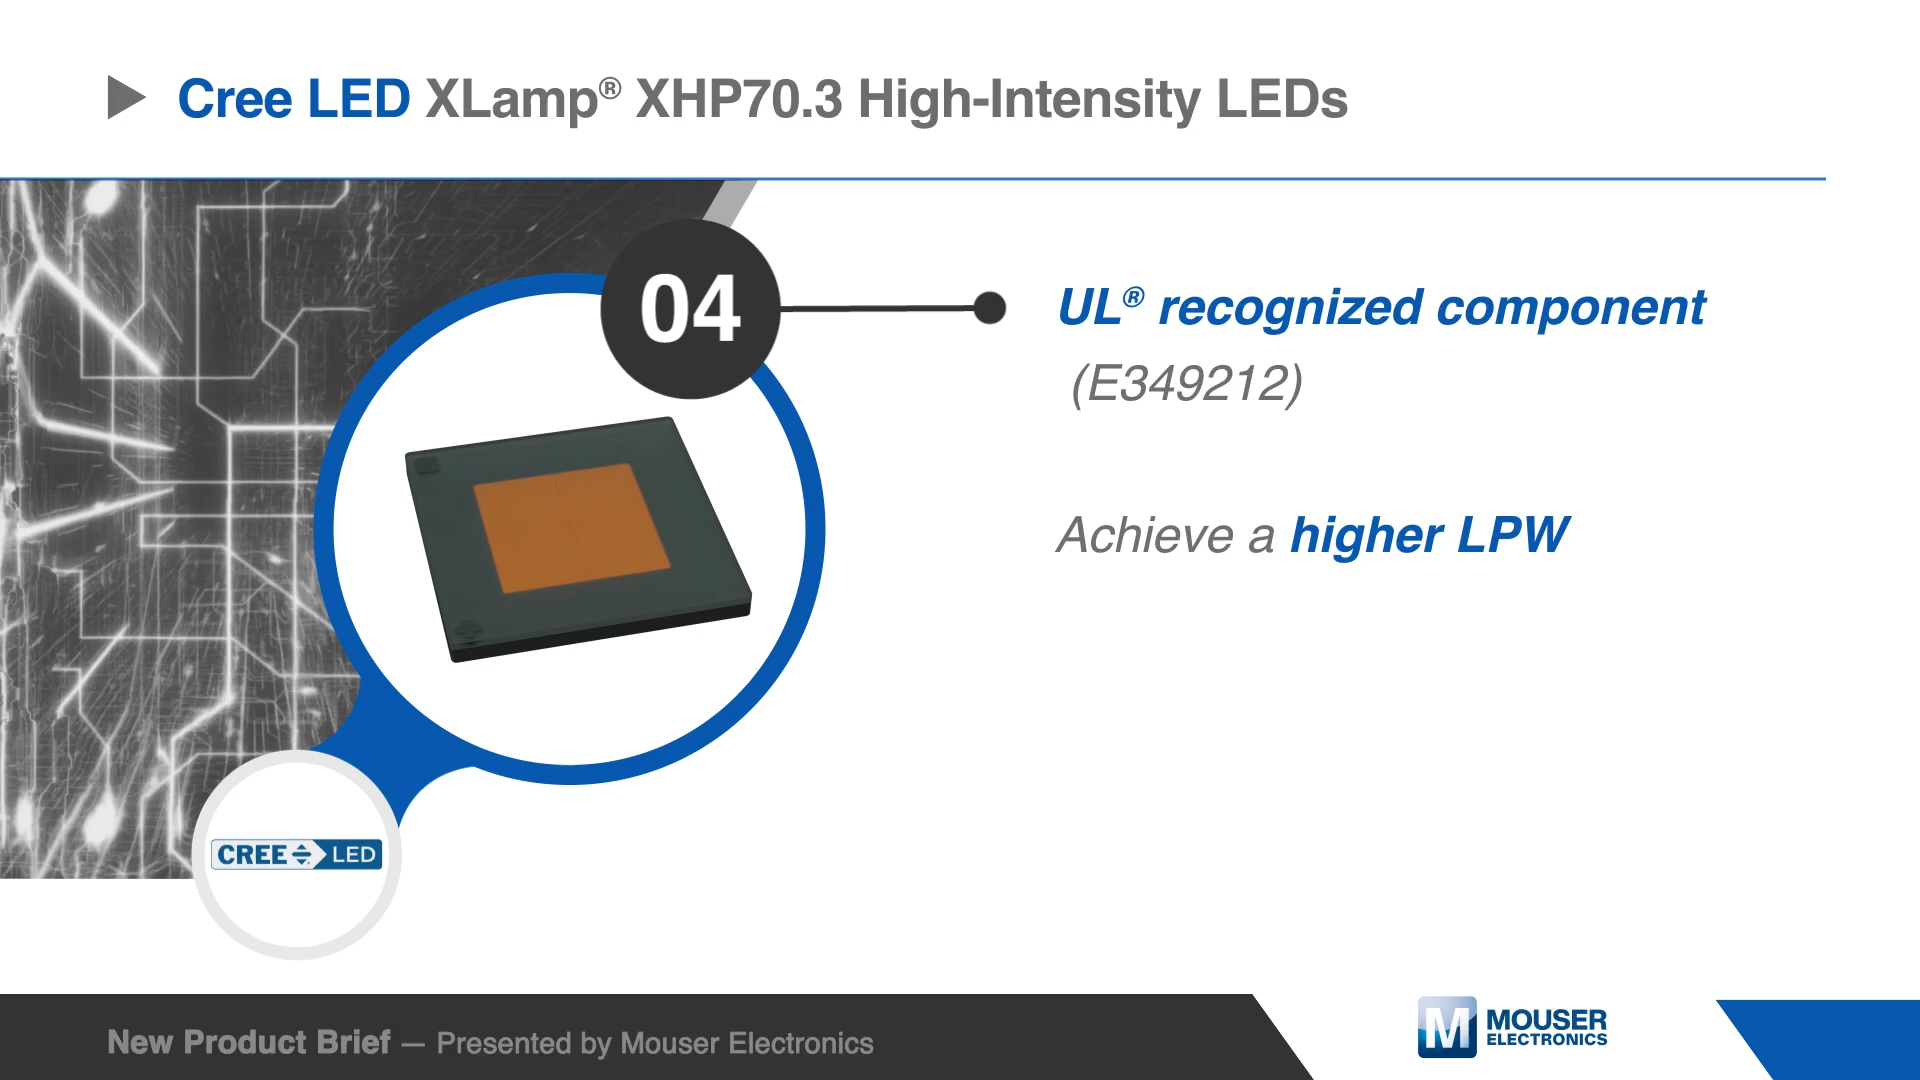 Cree LED XLamp® XHP70.3 High-Intensity LEDs
04
UL® recognized component
(E349212)
Achieve a higher LPW
CREE LED
New Product Brief — Presented by Mouser Electronics
M
MOUSER
ELECTRONICS